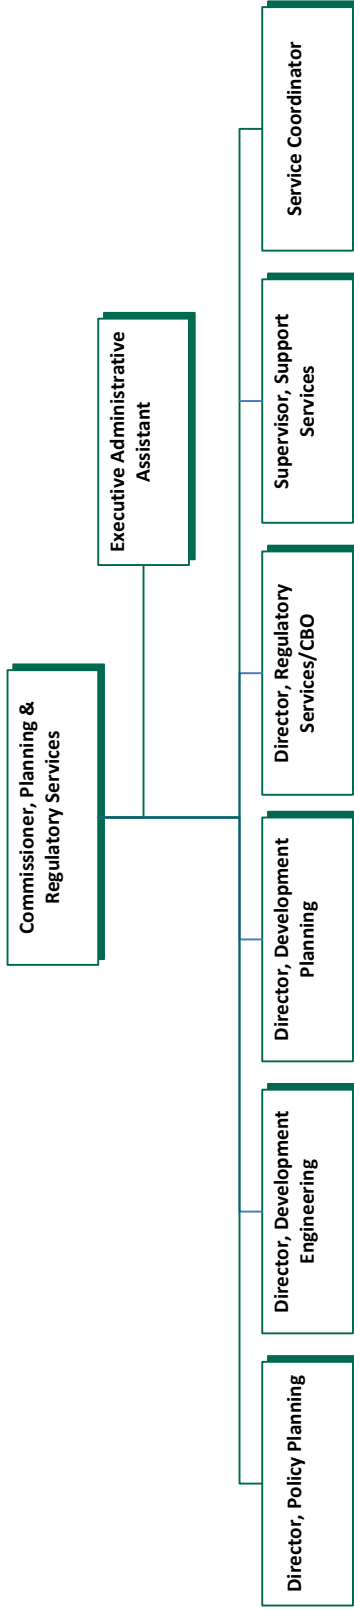 Commissioner, Planning &
Regulatory Services
Executive Administrative
Assistant
Director, Policy Planning
Director, Development
Engineering
Director, Development
Planning
Director, Regulatory
Services/CBO
Supervisor, Support
Services
Service Coordinator